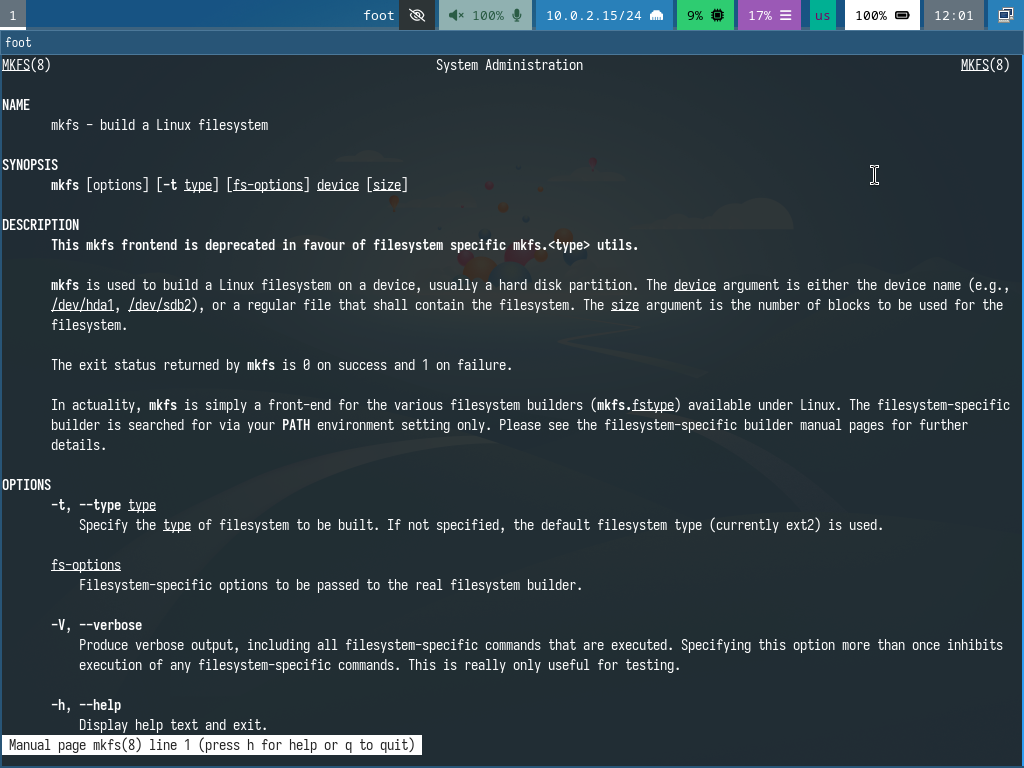 1 foot 100% 10.0.2.15/24 9% 17% us 100% 12:01
foot
MKFS(8) System Administration MKFS(8)
NAME
mkfs - build a Linux filesystem
SYNOPSIS
mkfs [options] [-t type] [fs-options] device [size]
DESCRIPTION
This mkfs frontend is deprecated in favour of filesystem specific mkfs.<type> utils.
mkfs is used to build a Linux filesystem on a device, usually a hard disk partition. The device argument is either the device name (e.g.,
/dev/hda1, /dev/sdb2), or a regular file that shall contain the filesystem. The size argument is the number of blocks to be used for the
filesystem.
The exit status returned by mkfs is 0 on success and 1 on failure.
In actuality, mkfs is simply a front-end for the various filesystem builders (mkfs.fstype) available under Linux. The filesystem-specific
builder is searched for via your PATH environment setting only. Please see the filesystem-specific builder manual pages for further
details.
OPTIONS
-t, --type type
Specify the type of filesystem to be built. If not specified, the default filesystem type (currently ext2) is used.
fs-options
Filesystem-specific options to be passed to the real filesystem builder.
-V, --verbose
Produce verbose output, including all filesystem-specific commands that are executed. Specifying this option more than once inhibits
execution of any filesystem-specific commands. This is really only useful for testing.
-h, --help
Display help text and exit.
Manual page mkfs(8) line 1 (press h for help or q to quit)